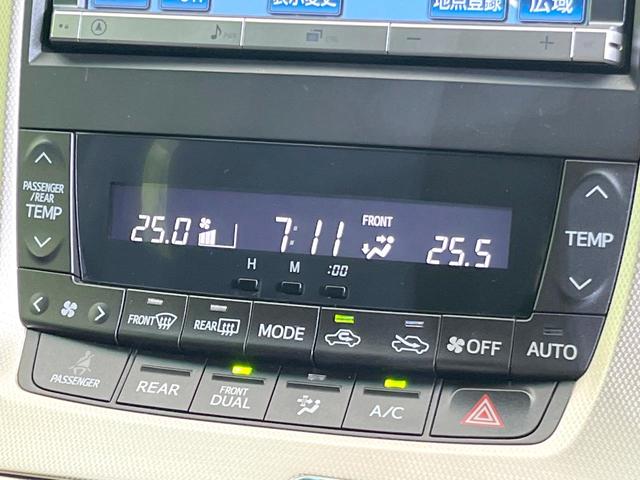 表示変更
地点登録
広域
PASSENGER
/REAR
TEMP
25.0
7:11
FRONT
25.5
TEMP
H
M
:00
FRONT
REAR
MODE
OFF
AUTO
PASSENGER
REAR
FRONT
DUAL
A/C